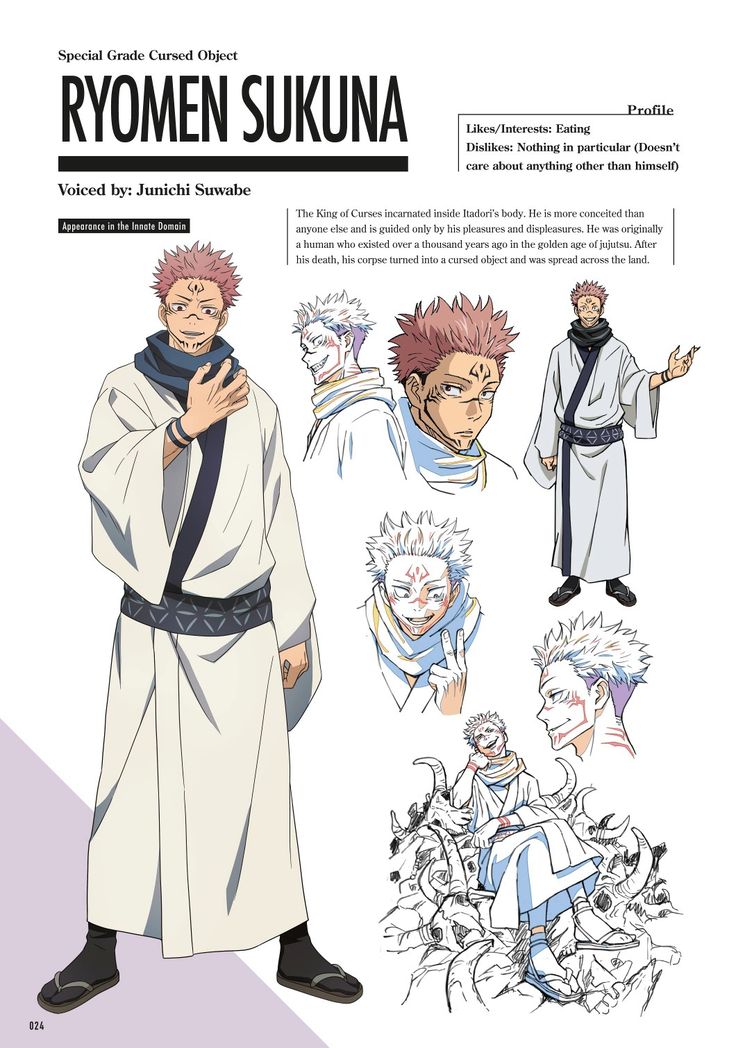 Special Grade Cursed Object
RYOMEN SUKUNA
Voiced by: Junichi Suwabe
Profile
Likes/Interests: Eating
Dislikes: Nothing in particular (Doesn't
care about anything other than himself)
Appearance in the Innate Domain
The King of Curses incarnated inside Itadori's body. He is more conceited than
anyone else and is guided only by his pleasures and displeasures. He was originally
a human who existed over a thousand years ago in the golden age of jujutsu. After
his death, his corpse turned into a cursed object and was spread across the land.
024